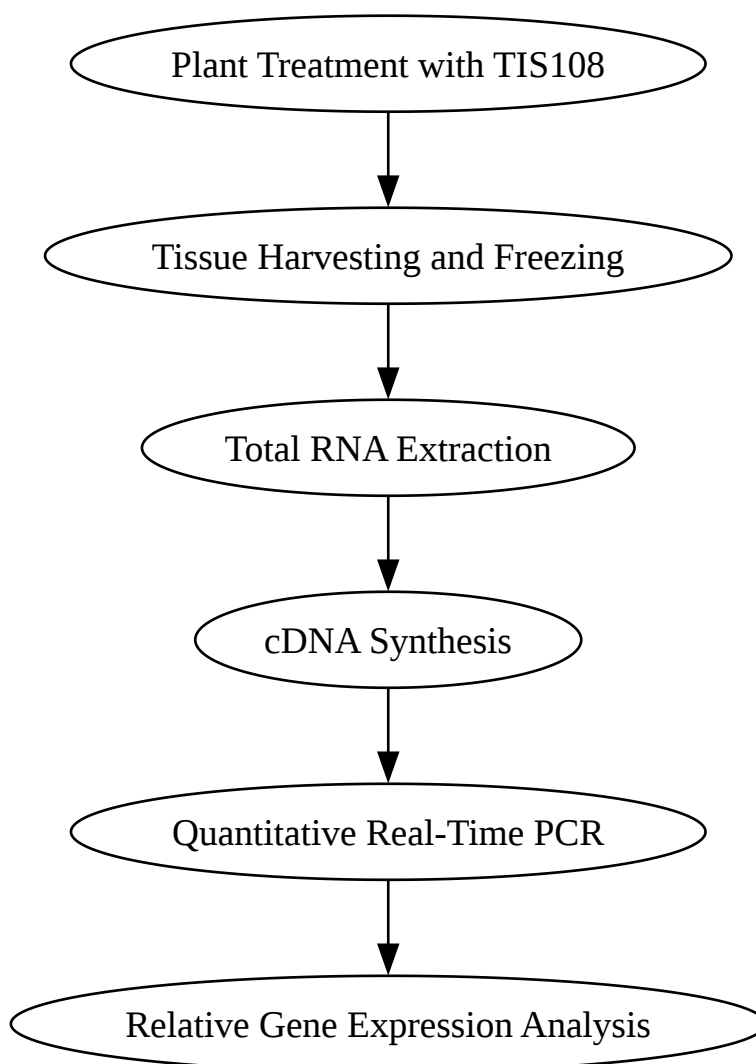 Plant Treatment with TIS108
Tissue Harvesting and Freezing
Total RNA Extraction
cDNA Synthesis
Quantitative Real-Time PCR
Relative Gene Expression Analysis